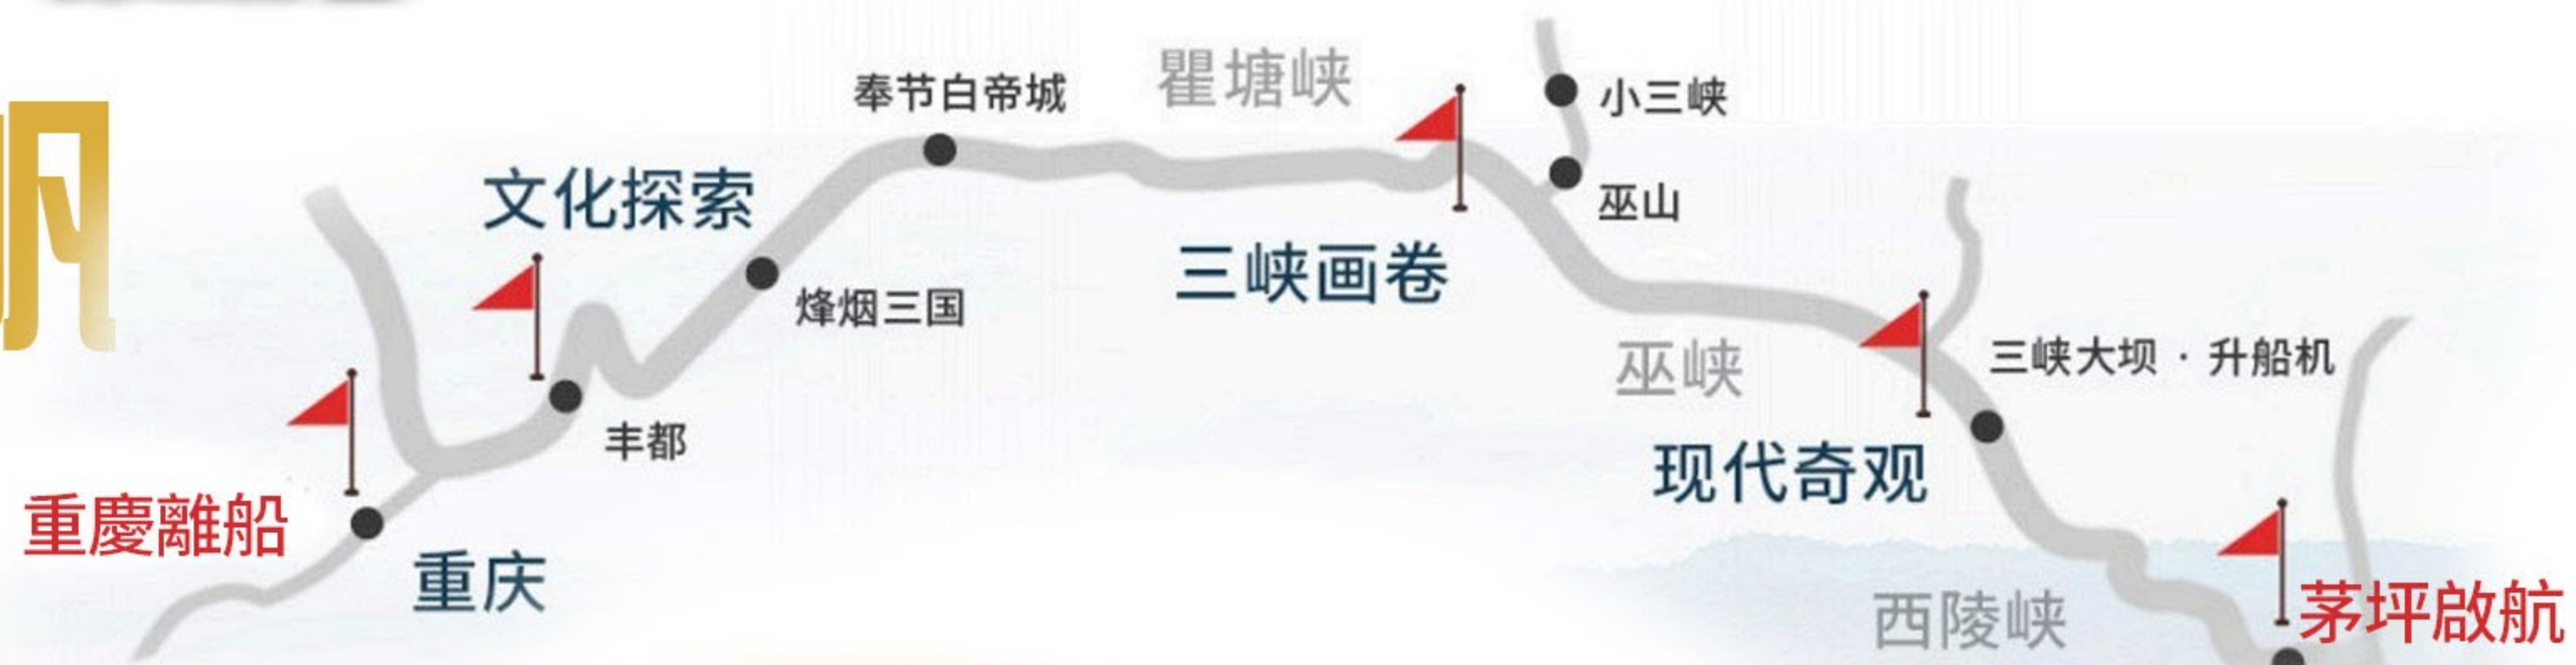 帆
奉节白帝城
瞿塘峡
小三峡
文化探索
巫山
三峡画卷
烽烟三国
巫峡
三峡大坝 · 升船机
丰都
现代奇观
重慶離船
重庆
西陵峡
茅坪啟航